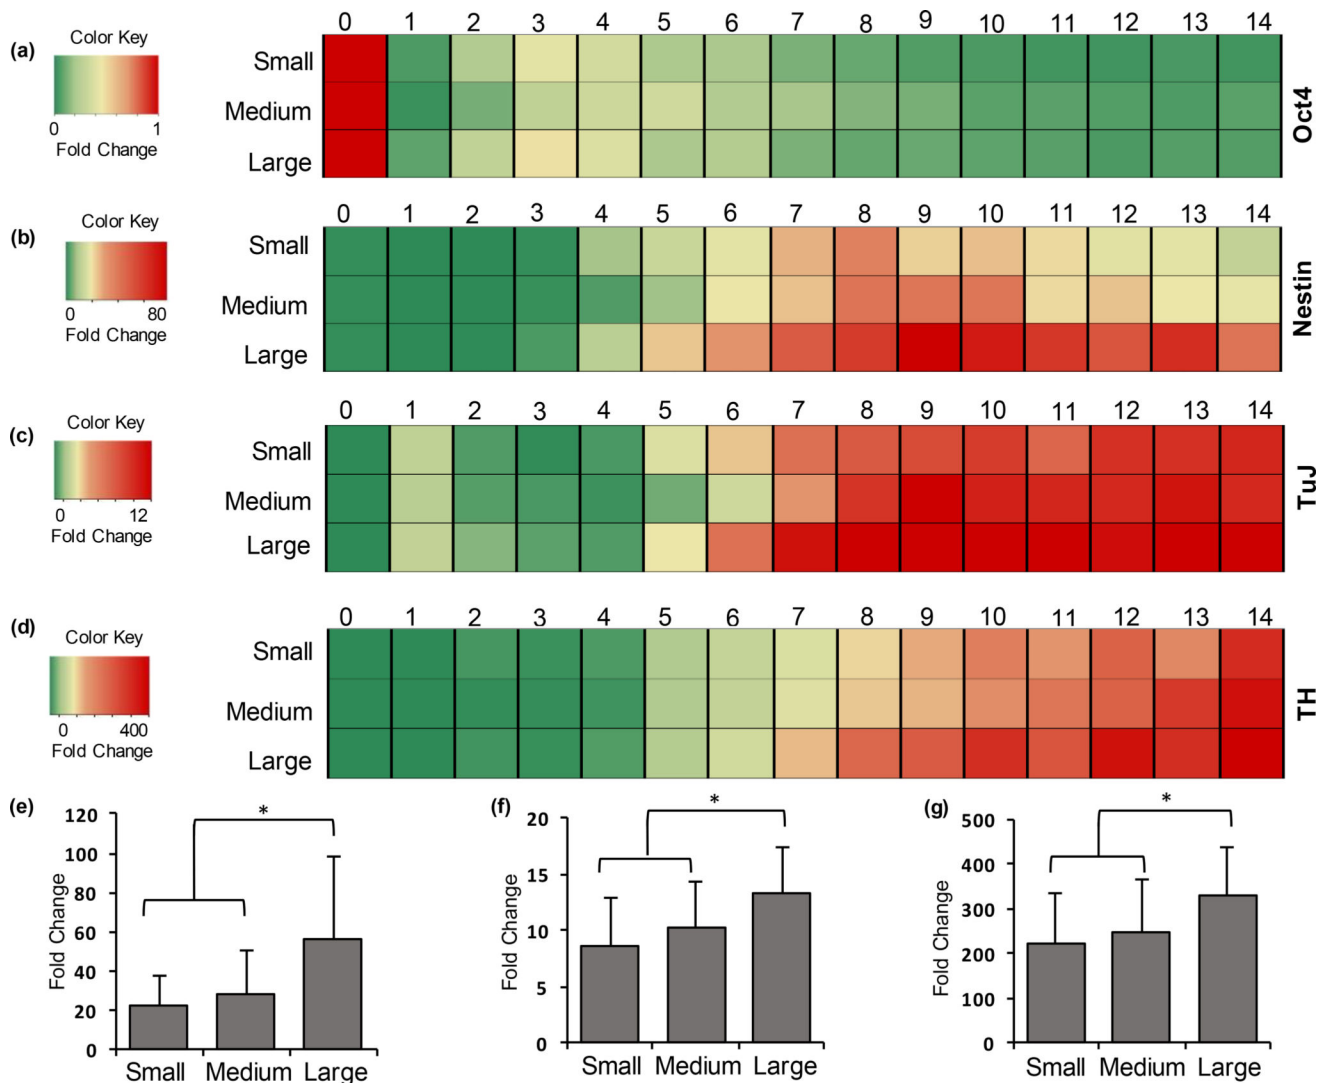 (a)
Color Key
0 1
Fold Change
0 1 2 3 4 5 6 7 8 9 10 11 12 13 14
Small
Medium
Large
Oct4
(b)
Color Key
0 80
Fold Change
0 1 2 3 4 5 6 7 8 9 10 11 12 13 14
Small
Medium
Large
Nestin
(c)
Color Key
0 12
Fold Change
0 1 2 3 4 5 6 7 8 9 10 11 12 13 14
Small
Medium
Large
TuJ
(d)
Color Key
0 400
Fold Change
0 1 2 3 4 5 6 7 8 9 10 11 12 13 14
Small
Medium
Large
TH
(e)
120
100
80
60
40
20
0
Fold Change
*
Small Medium Large
(f)
20
15
10
5
0
Fold Change
*
Small Medium Large
(g)
500
400
300
200
100
0
Fold Change
*
Small Medium Large